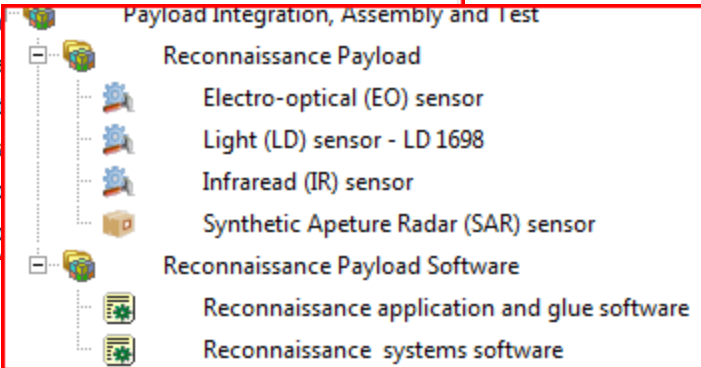 Payload Integration, Assembly and Test
Reconnaissance Payload
Electro-optical (EO) sensor
Light (LD) sensor - LD 1698
Infraread (IR) sensor
Synthetic Apeture Radar (SAR) sensor
Reconnaissance Payload Software
Reconnaissance application and glue software
Reconnaissance  systems software